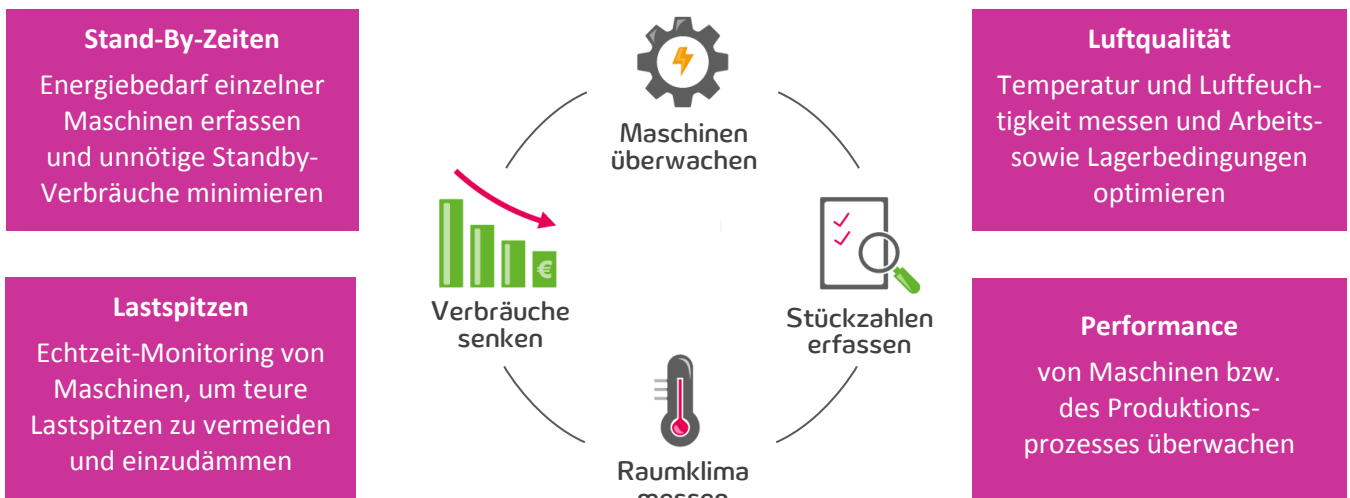 Stand-By-Zeiten
Energiebedarf einzelner
Maschinen erfassen
und unnötige Standby-
Verbräuche minimieren
Lastspitzen
Echtzeit-Monitoring von
Maschinen, um teure
Lastspitzen zu vermeiden
und einzudämmen
Maschinen
überwachen
€
Verbräuche
senken
Stückzahlen
erfassen
Raumklima
messen
Luftqualität
Temperatur und Luftfeuch-
tigkeit messen und Arbeits-
sowie Lagerbedingungen
optimieren
Performance
von Maschinen bzw.
des Produktions-
prozesses überwachen